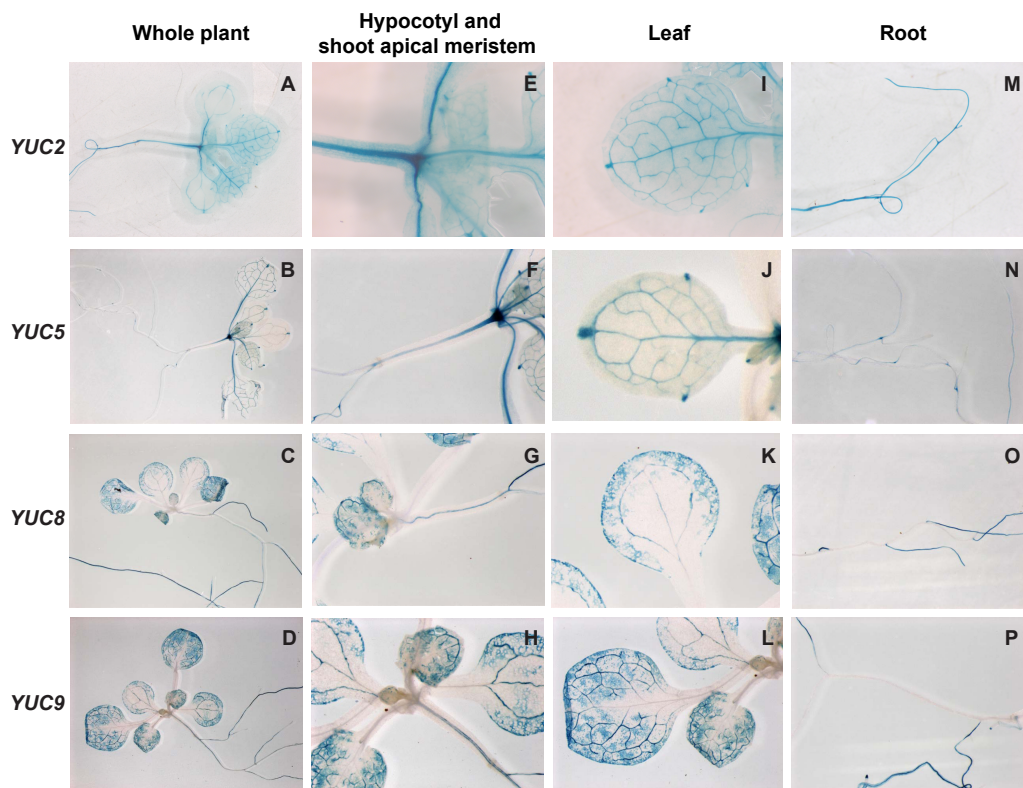 Whole plant
Hypocotyl and
shoot apical meristem
Leaf
Root
YUC2
A
E
I
M
YUC5
B
F
J
N
YUC8
C
G
K
O
YUC9
D
H
L
P